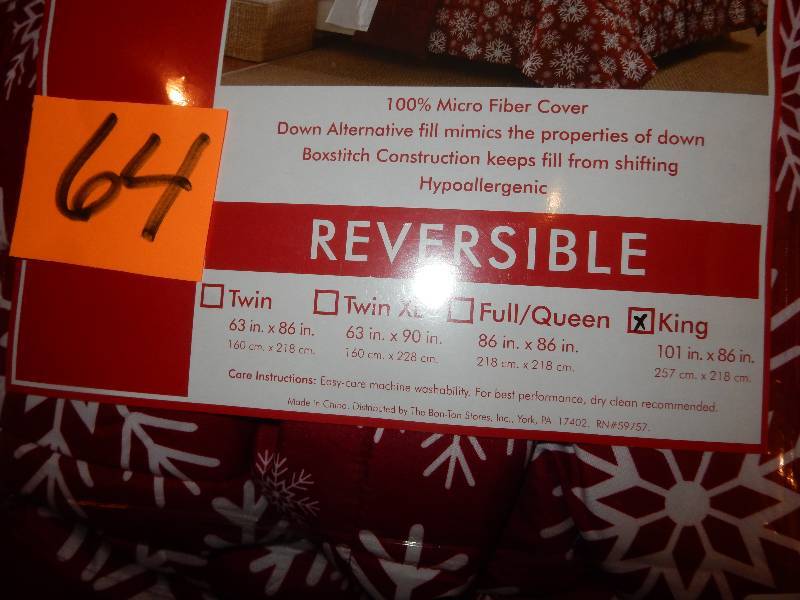 100% Micro Fiber Cover
Down Alternative fill mimics the properties of down
Boxstitch Construction keeps fill from shifting
Hypoallergenic
64
REVERSIBLE
Twin
63 in. x 86 in.
160 cm. x 218 cm.
Twin XL
63 in. x 90 in.
160 cm. x 228 cm.
Full/Queen
86 in. x 86 in.
218 cm. x 218 cm.
x King
101 in. x 86 in.
257 cm. x 218 cm.
Care Instructions: Easy-care machine washability. For best performance, dry clean recommended.
Made in China. Distributed by The Bon-Ton Stores, Inc., York, PA 17402. RN#59757.